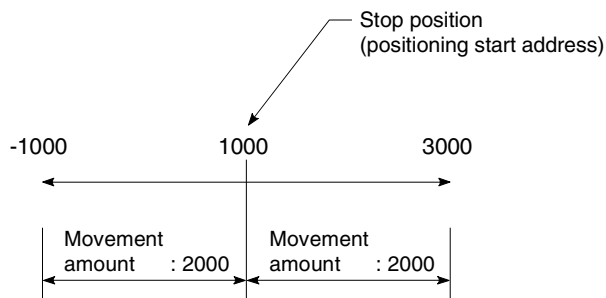 Stop position
(positioning start address)
-1000 1000 3000
Movement
amount : 2000
Movement
amount : 2000